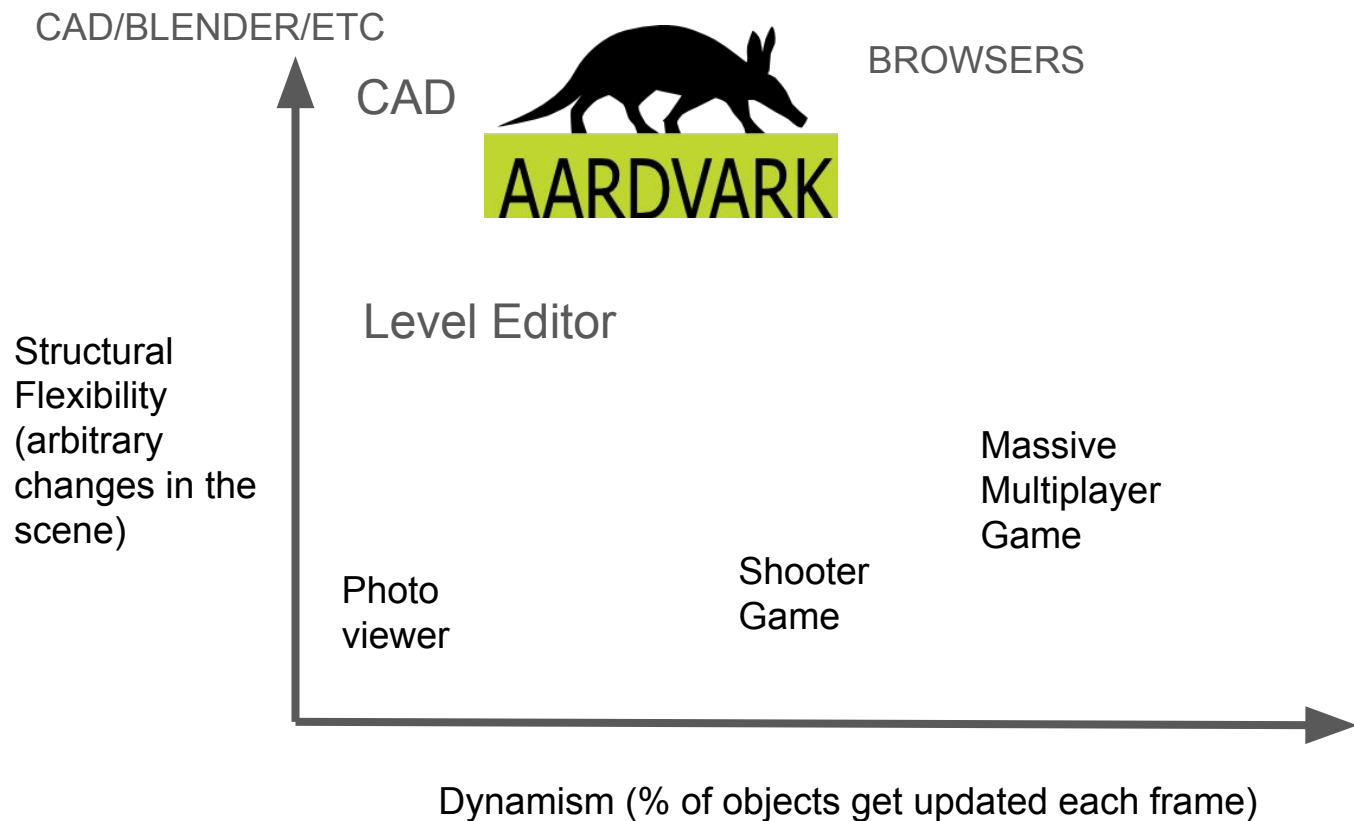 CAD/BLENDER/ETC
CAD
AARDVARK
BROWSERS
Level Editor
Structural
Flexibility
(arbitrary
changes in the
scene)
Massive
Multiplayer
Game
Shooter
Game
Photo
viewer
Dynamism (% of objects get updated each frame)